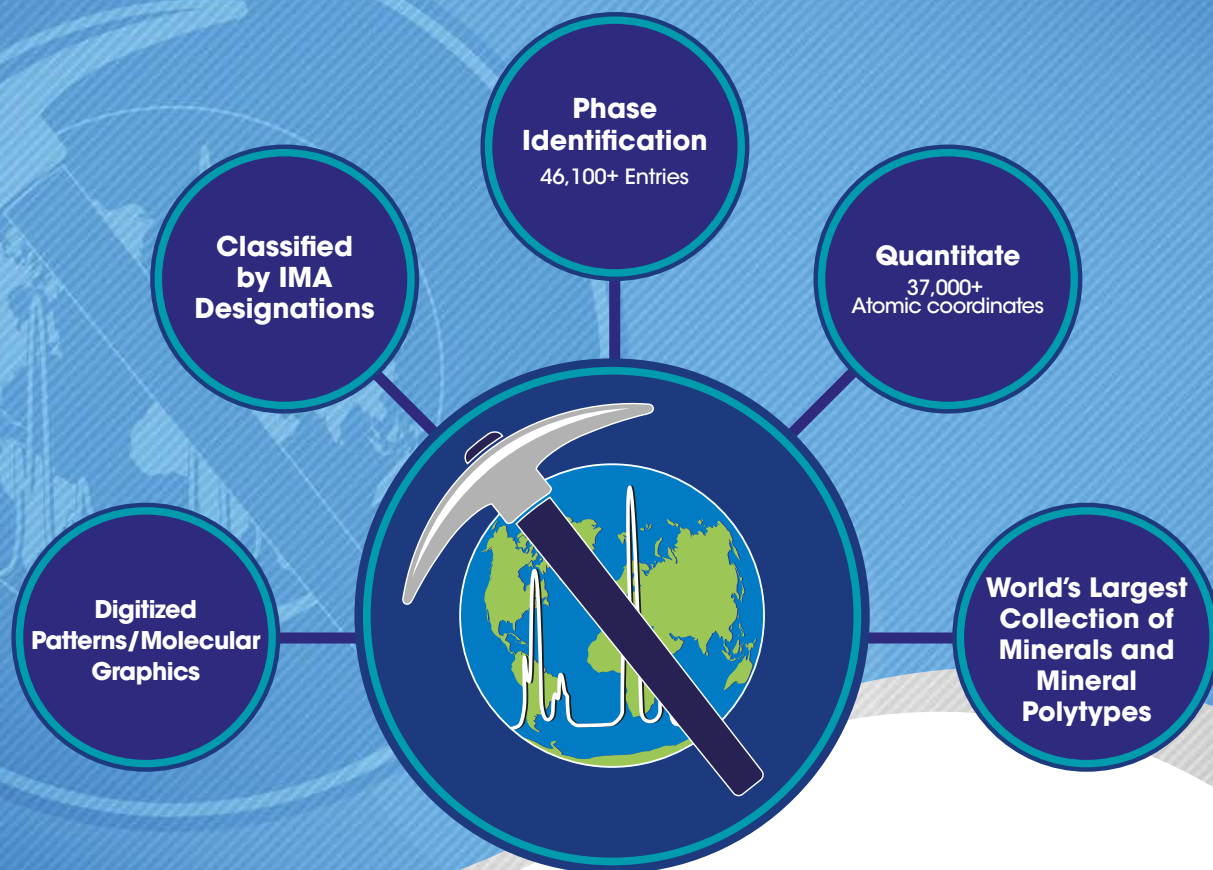 Phase
Identification
46,100+ Entries
Classified
by IMA
Designations
Quantitate
37,000+
Atomic coordinates
Digitized
Patterns/Molecular
Graphics
World's Largest
Collection of
Minerals and
Mineral
Polytypes